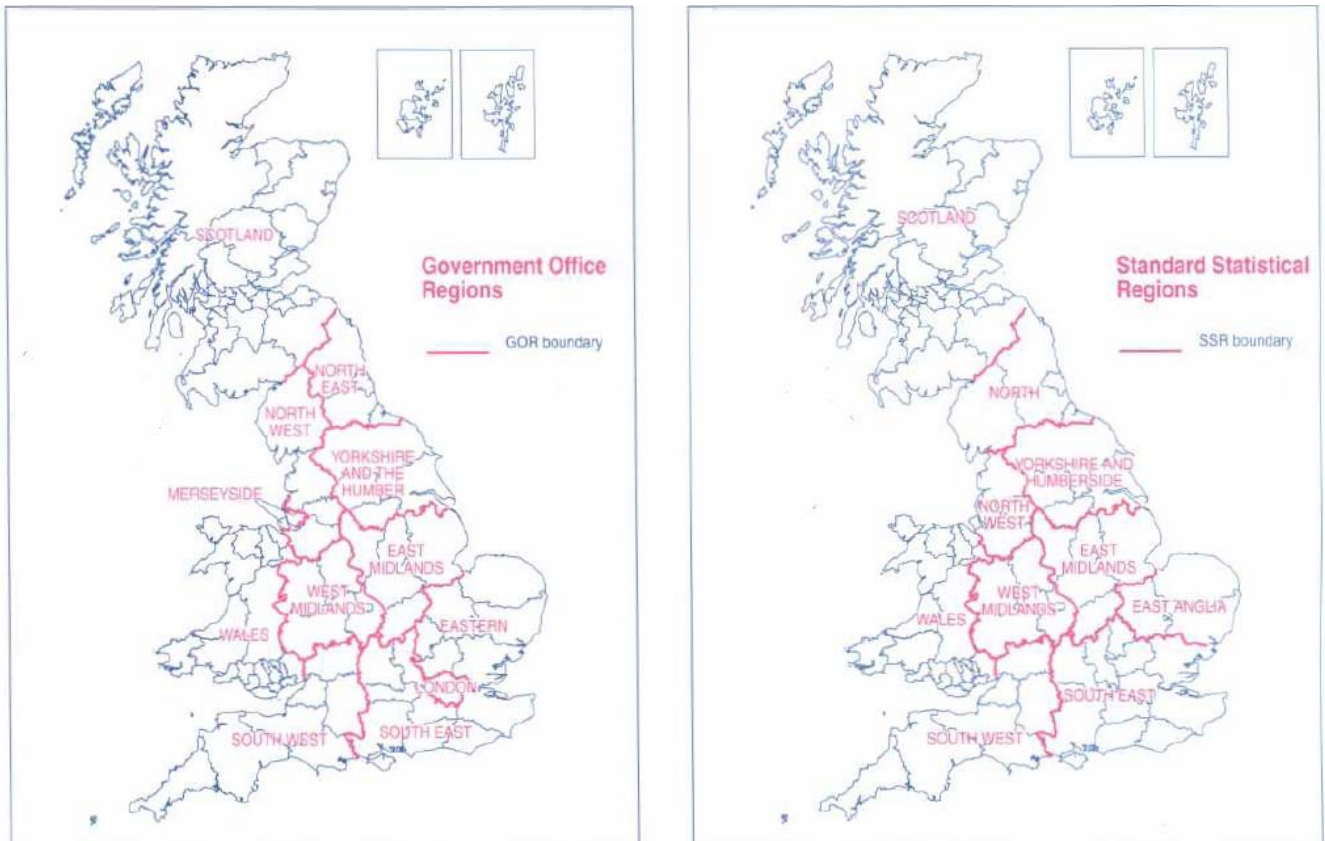 SCOTLAND
Government Office
Regions
GOR boundary
NORTH
EAST
NORTH
WEST
YORKSHIRE
AND THE
HUMBER
MERSEYSIDE
EAST
MIDLANDS
WEST
MIDLANDS
WALES
EASTERN
LONDON
SOUTH EAST
SOUTH WEST
SCOTLAND
Standard Statistical
Regions
SSR boundary
NORTH
YORKSHIRE AND
HUMBERSIDE
NORTH
WEST
EAST
MIDLANDS
WEST
MIDLANDS
EAST ANGLIA
WALES
SOUTH EAST
SOUTH WEST